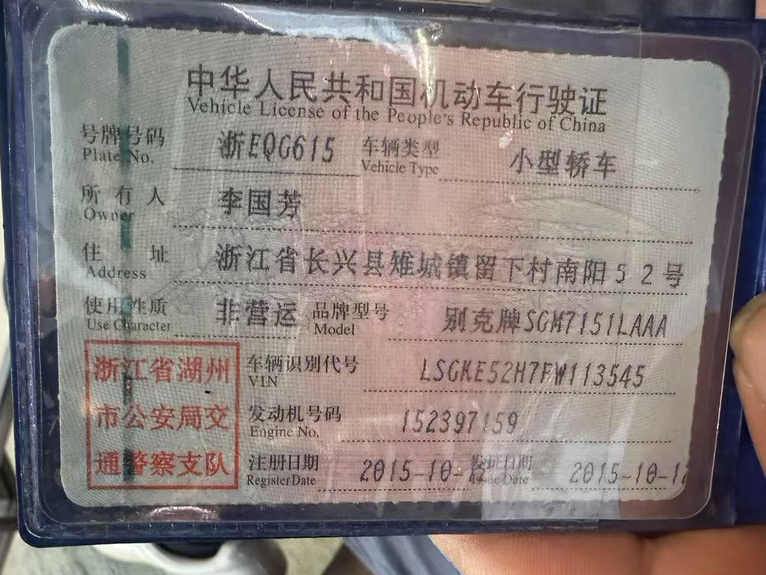 中华人民共和国机动车行驶证
Vehicle License of the People's Republic of China
号牌号码 浙EQG615 车辆类型 小型轿车
Plate No. Vehicle Type
所有人 李国芳
Owner
住址 浙江省长兴县雉城镇留下村南阳52号
Address
使用性质 非营运 品牌型号 别克牌SGM7151LAAA
Use Character Model
浙江省湖州 车辆识别代号 LSGKE52H7FW113545
VIN
市公安局交 发动机号码 152397159
Engine No.
通警察支队 注册日期 2015-10- 发证日期 2015-10-1
Register Date Issue Date